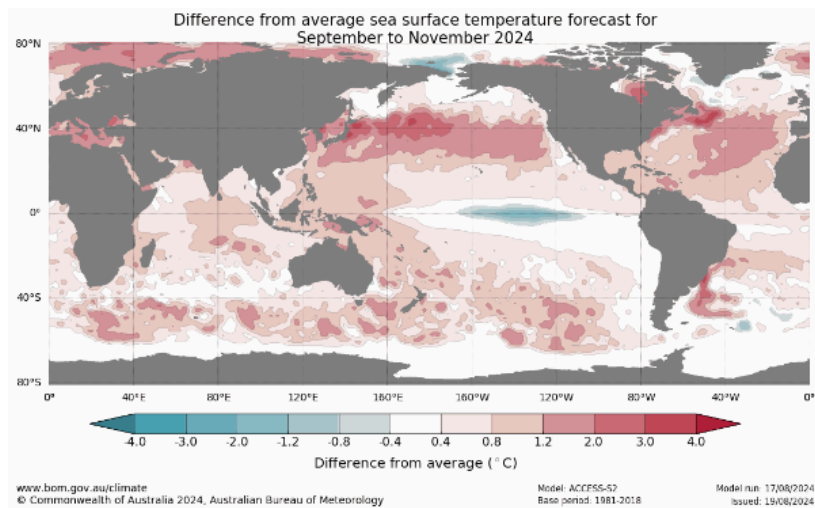 Difference from average sea surface temperature forecast for
September to November 2024
80°N
40°N
0°
40°S
80°S
0° 40°E 80°E 120°E 160°E 160°W 120°W 80°W 40°W 0°
-4.0 -3.0 -2.0 -1.2 -0.8 -0.4 0.4 0.8 1.2 2.0 3.0 4.0
Difference from average (°C)
www.bom.gov.au/climate
© Commonwealth of Australia 2024, Australian Bureau of Meteorology
Model: ACCESS-S2
Base period: 1981-2018
Model run: 17/08/2024
Issued: 19/08/2024